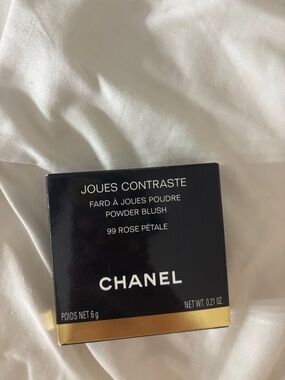 JOUES CONTRASTE
FARD À JOUES POUDRE
POWDER BLUSH
99 ROSE PÉTALE
CHANEL
POIDS NET 6 g
NET WT. 0.21 OZ.